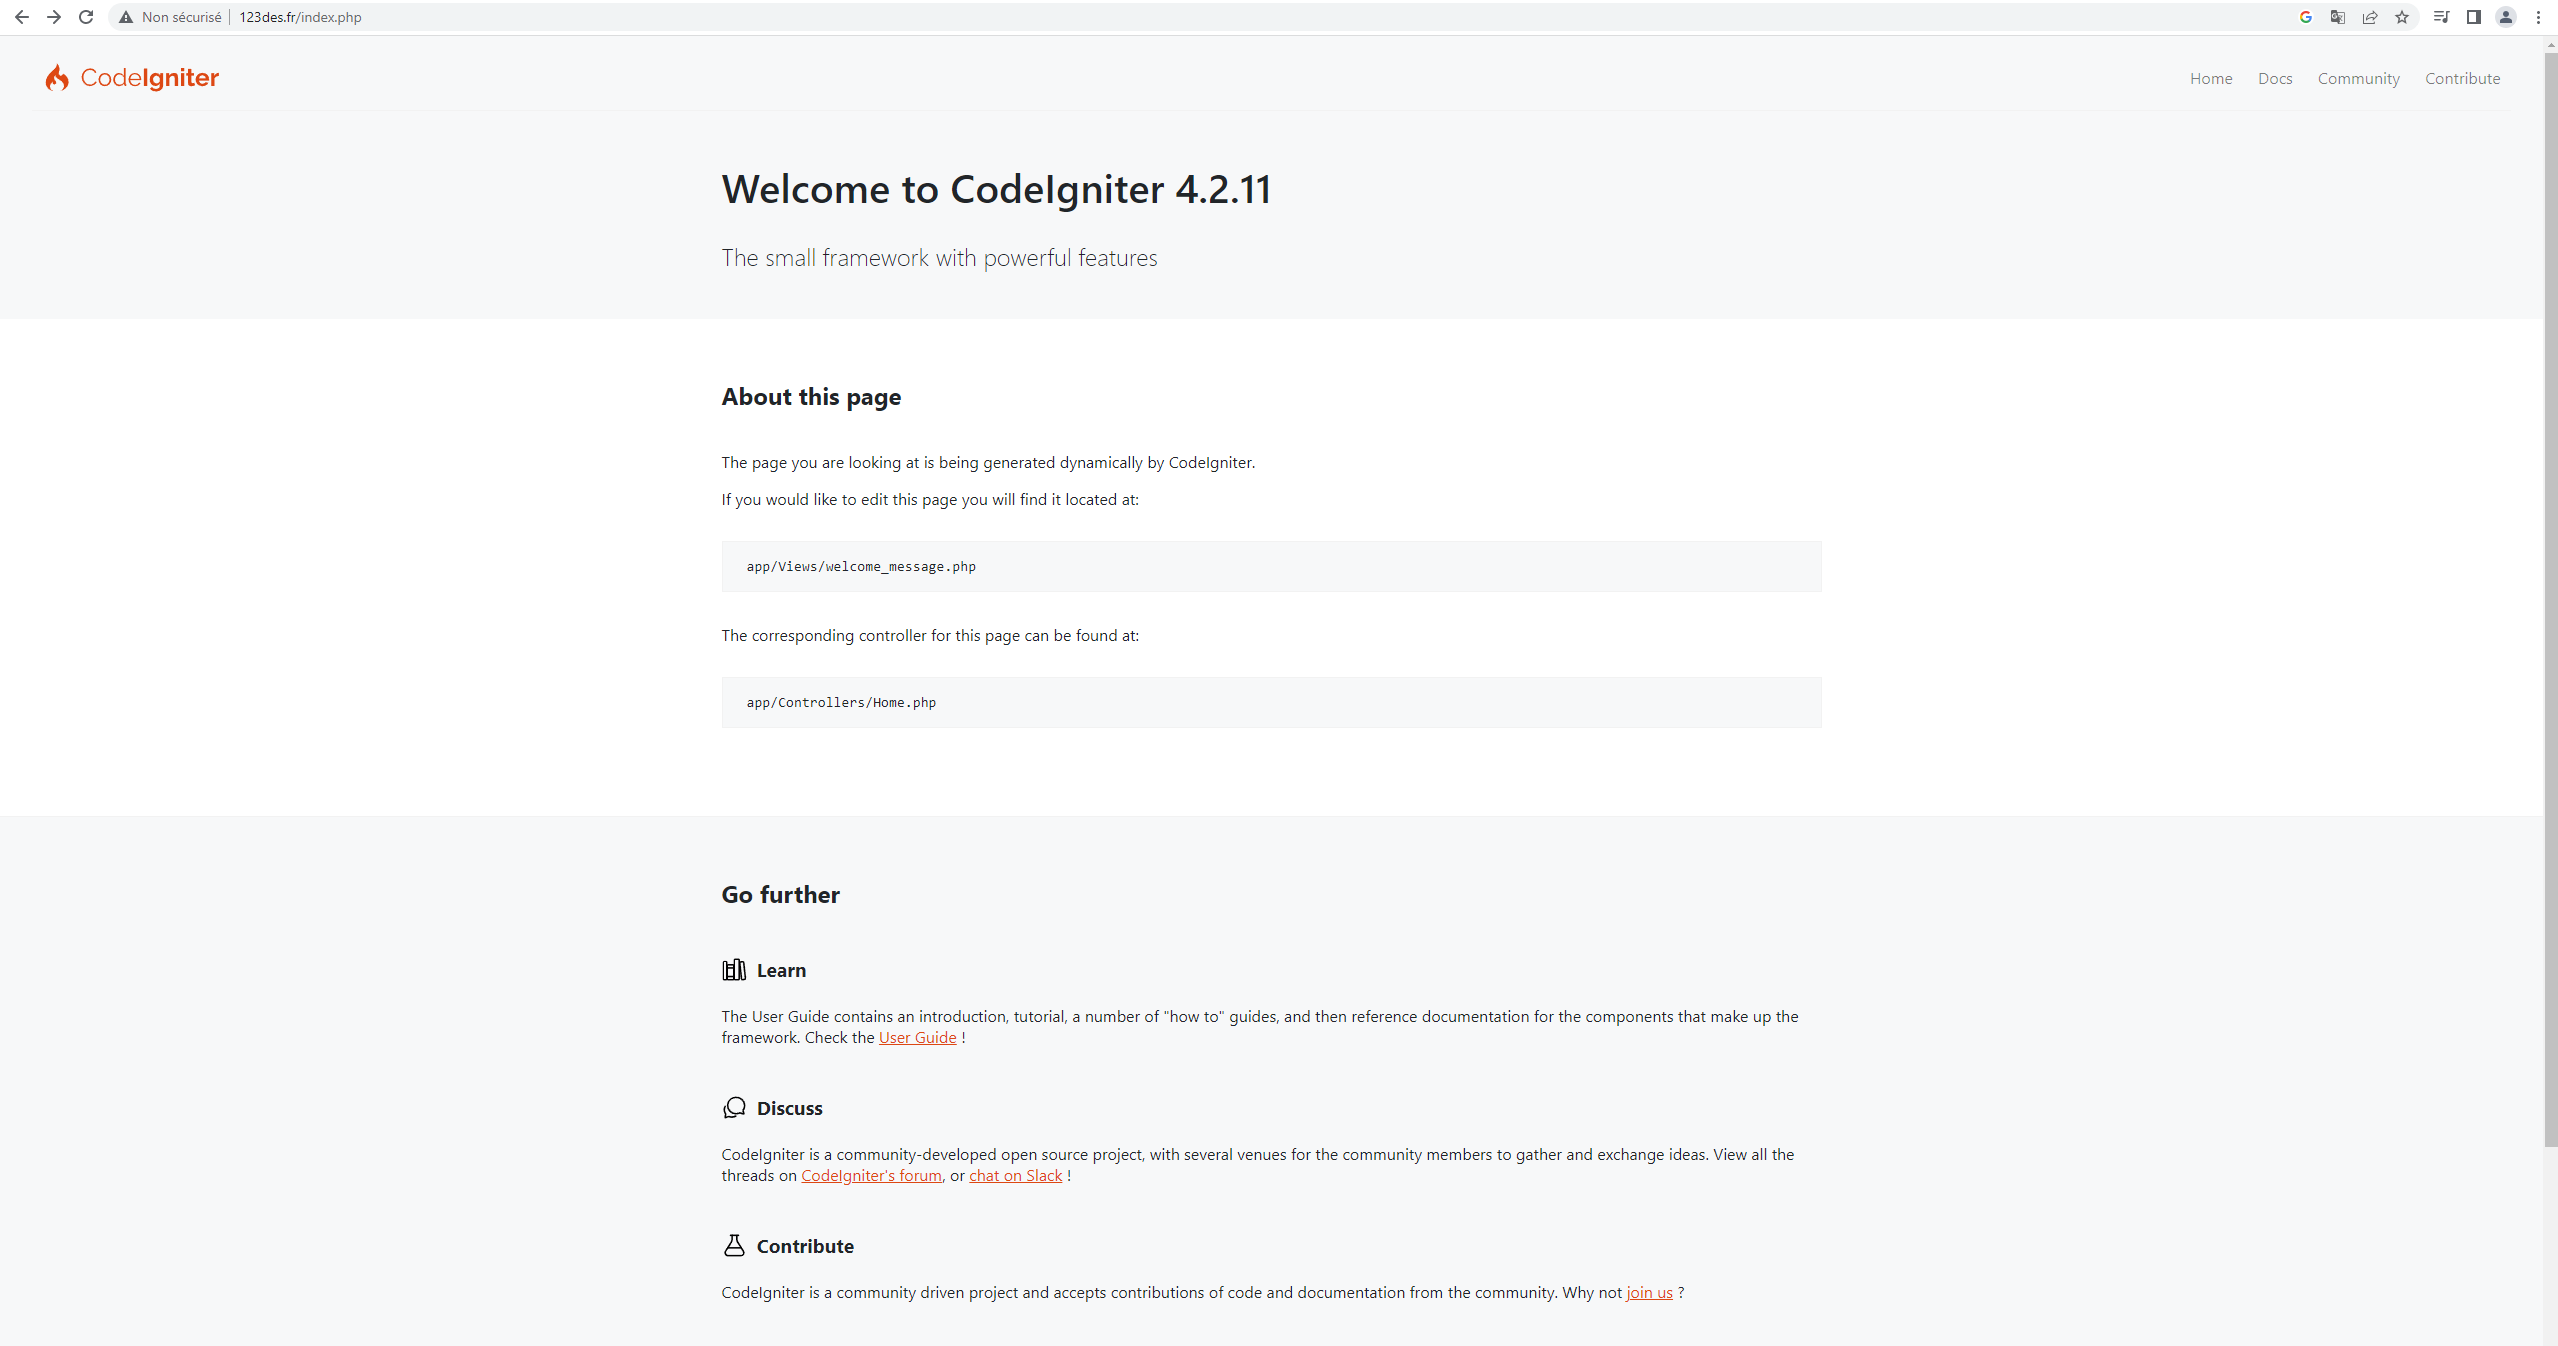 Non sécurisé 123des.fr/index.php
CodeIgniter
Home Docs Community Contribute
Welcome to CodeIgniter 4.2.11
The small framework with powerful features
About this page
The page you are looking at is being generated dynamically by CodeIgniter.
If you would like to edit this page you will find it located at:
app/Views/welcome_message.php
The corresponding controller for this page can be found at:
app/Controllers/Home.php
Go further
Learn
The User Guide contains an introduction, tutorial, a number of "how to" guides, and then reference documentation for the components that make up the
framework. Check the User Guide !
Discuss
CodeIgniter is a community-developed open source project, with several venues for the community members to gather and exchange ideas. View all the
threads on CodeIgniter's forum, or chat on Slack !
Contribute
CodeIgniter is a community driven project and accepts contributions of code and documentation from the community. Why not join us ?